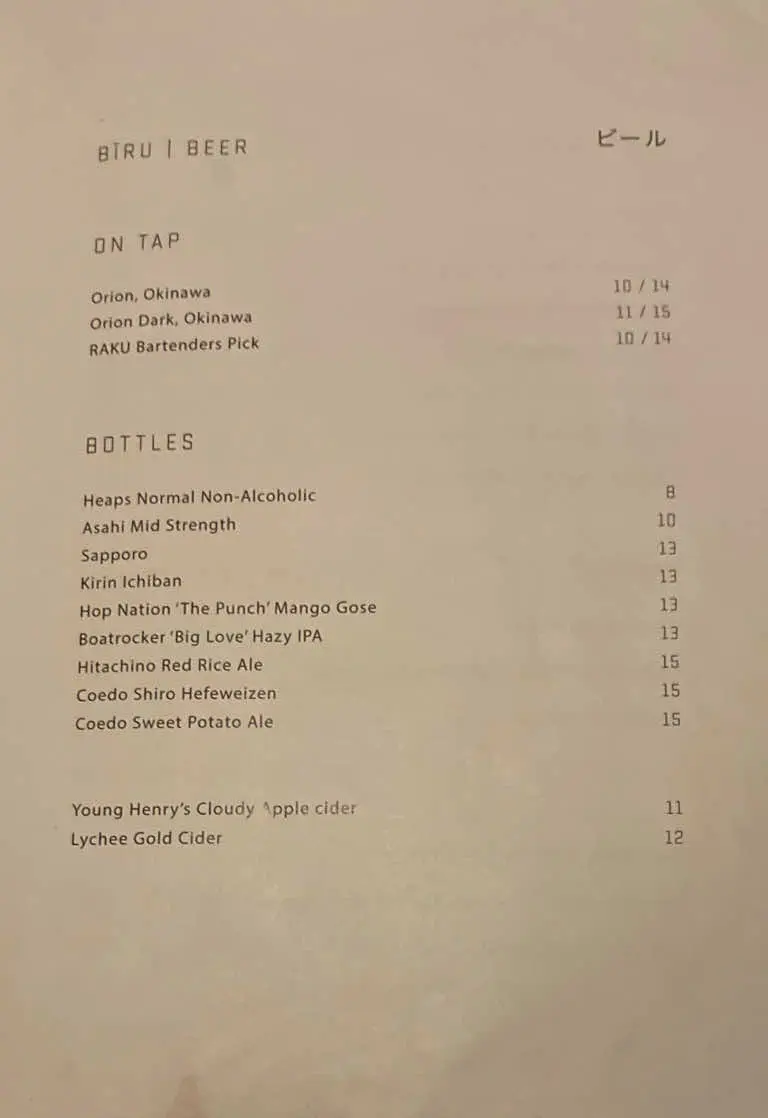 BĪRU | BEER ビール
ON TAP
Orion, Okinawa 10 / 14
Orion Dark, Okinawa 11 / 15
RAKU Bartenders Pick 10 / 14
BOTTLES
Heaps Normal Non-Alcoholic 8
Asahi Mid Strength 10
Sapporo 13
Kirin Ichiban 13
Hop Nation ‘The Punch’ Mango Gose 13
Boatrocker ‘Big Love’ Hazy IPA 13
Hitachino Red Rice Ale 15
Coedo Shiro Hefeweizen 15
Coedo Sweet Potato Ale 15
Young Henry’s Cloudy Apple cider 11
Lychee Gold Cider 12